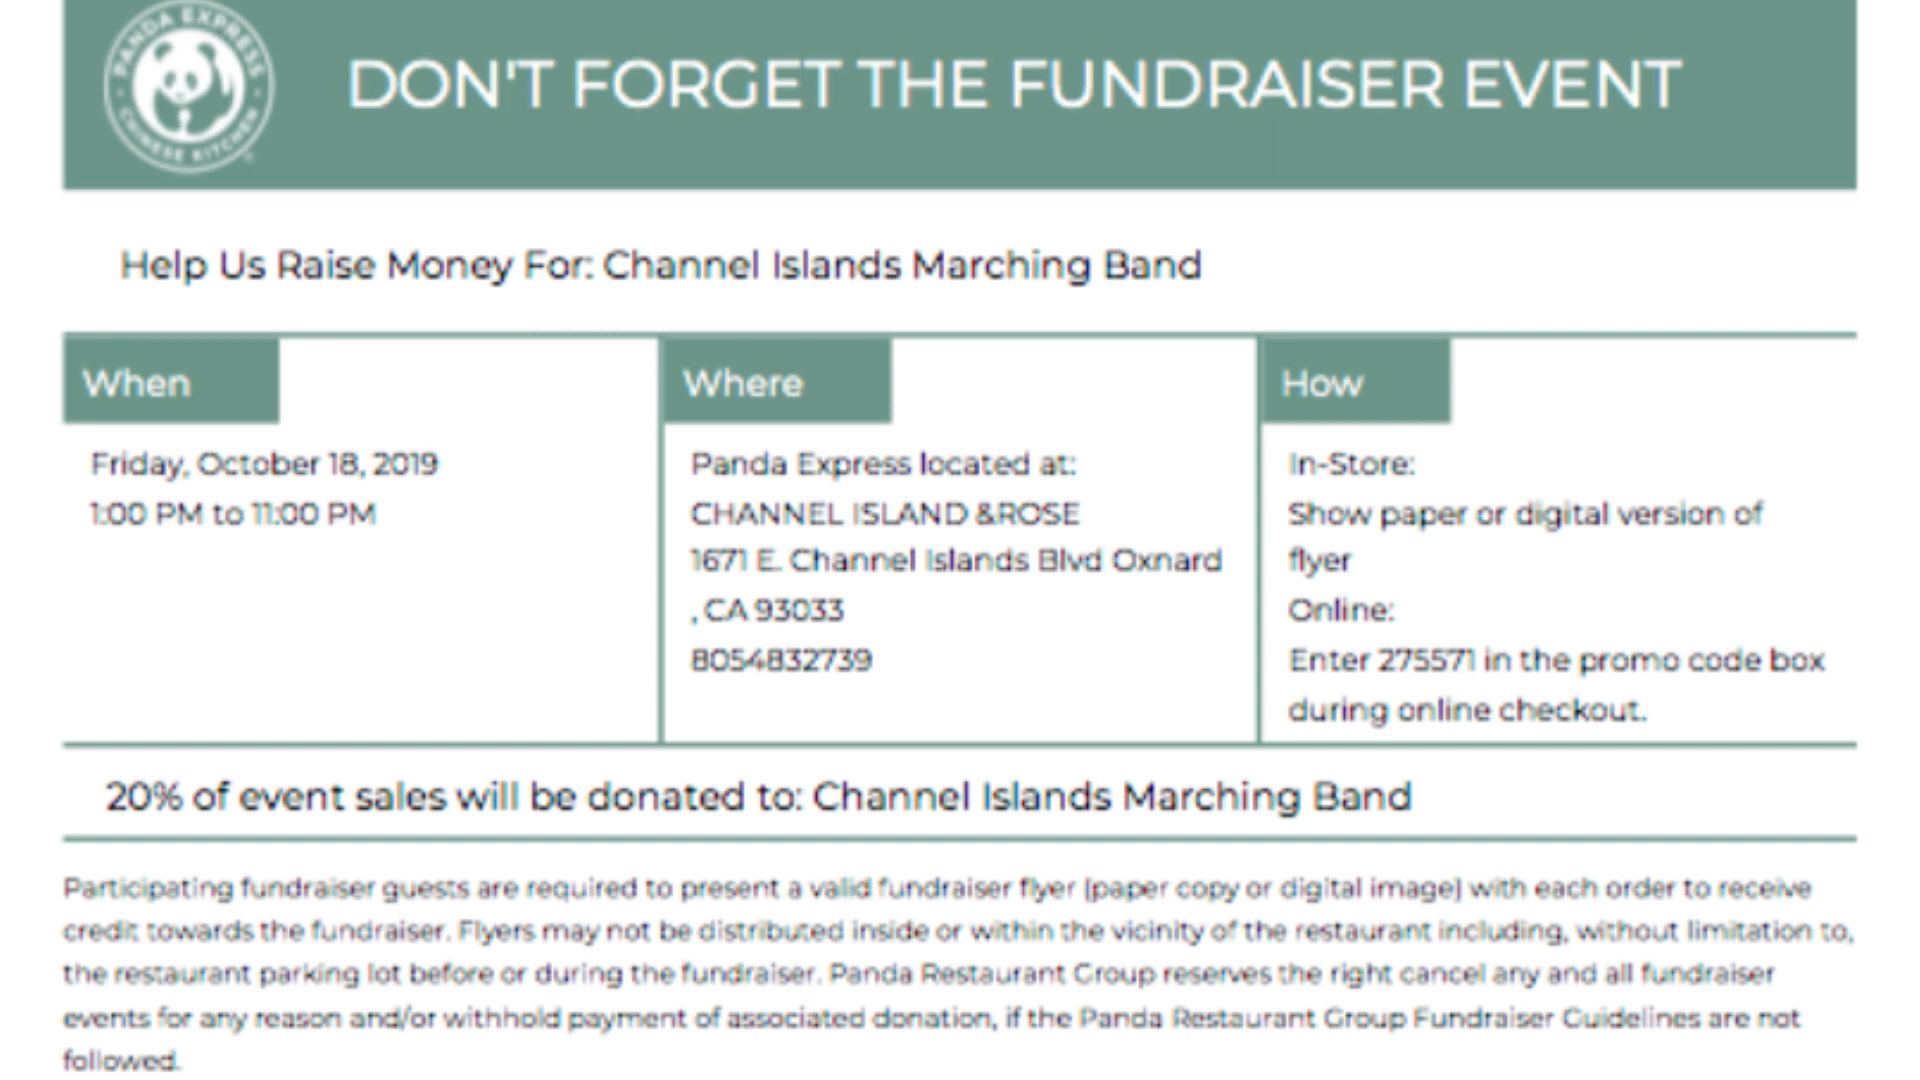 PANDA EXPRESS
CHINESE KITCHEN
DON'T FORGET THE FUNDRAISER EVENT
Help Us Raise Money For: Channel Islands Marching Band
When
Friday, October 18, 2019
1:00 PM to 11:00 PM
Where
Panda Express located at:
CHANNEL ISLAND &ROSE
1671 E. Channel Islands Blvd Oxnard
, CA 93033
8054832739
How
In-Store:
Show paper or digital version of
flyer
Online:
Enter 275571 in the promo code box
during online checkout.
20% of event sales will be donated to: Channel Islands Marching Band
Participating fundraiser guests are required to present a valid fundraiser flyer (paper copy or digital image) with each order to receive
credit towards the fundraiser. Flyers may not be distributed inside or within the vicinity of the restaurant including, without limitation to,
the restaurant parking lot before or during the fundraiser. Panda Restaurant Group reserves the right cancel any and all fundraiser
events for any reason and/or withhold payment of associated donation, if the Panda Restaurant Group Fundraiser Guidelines are not
followed.